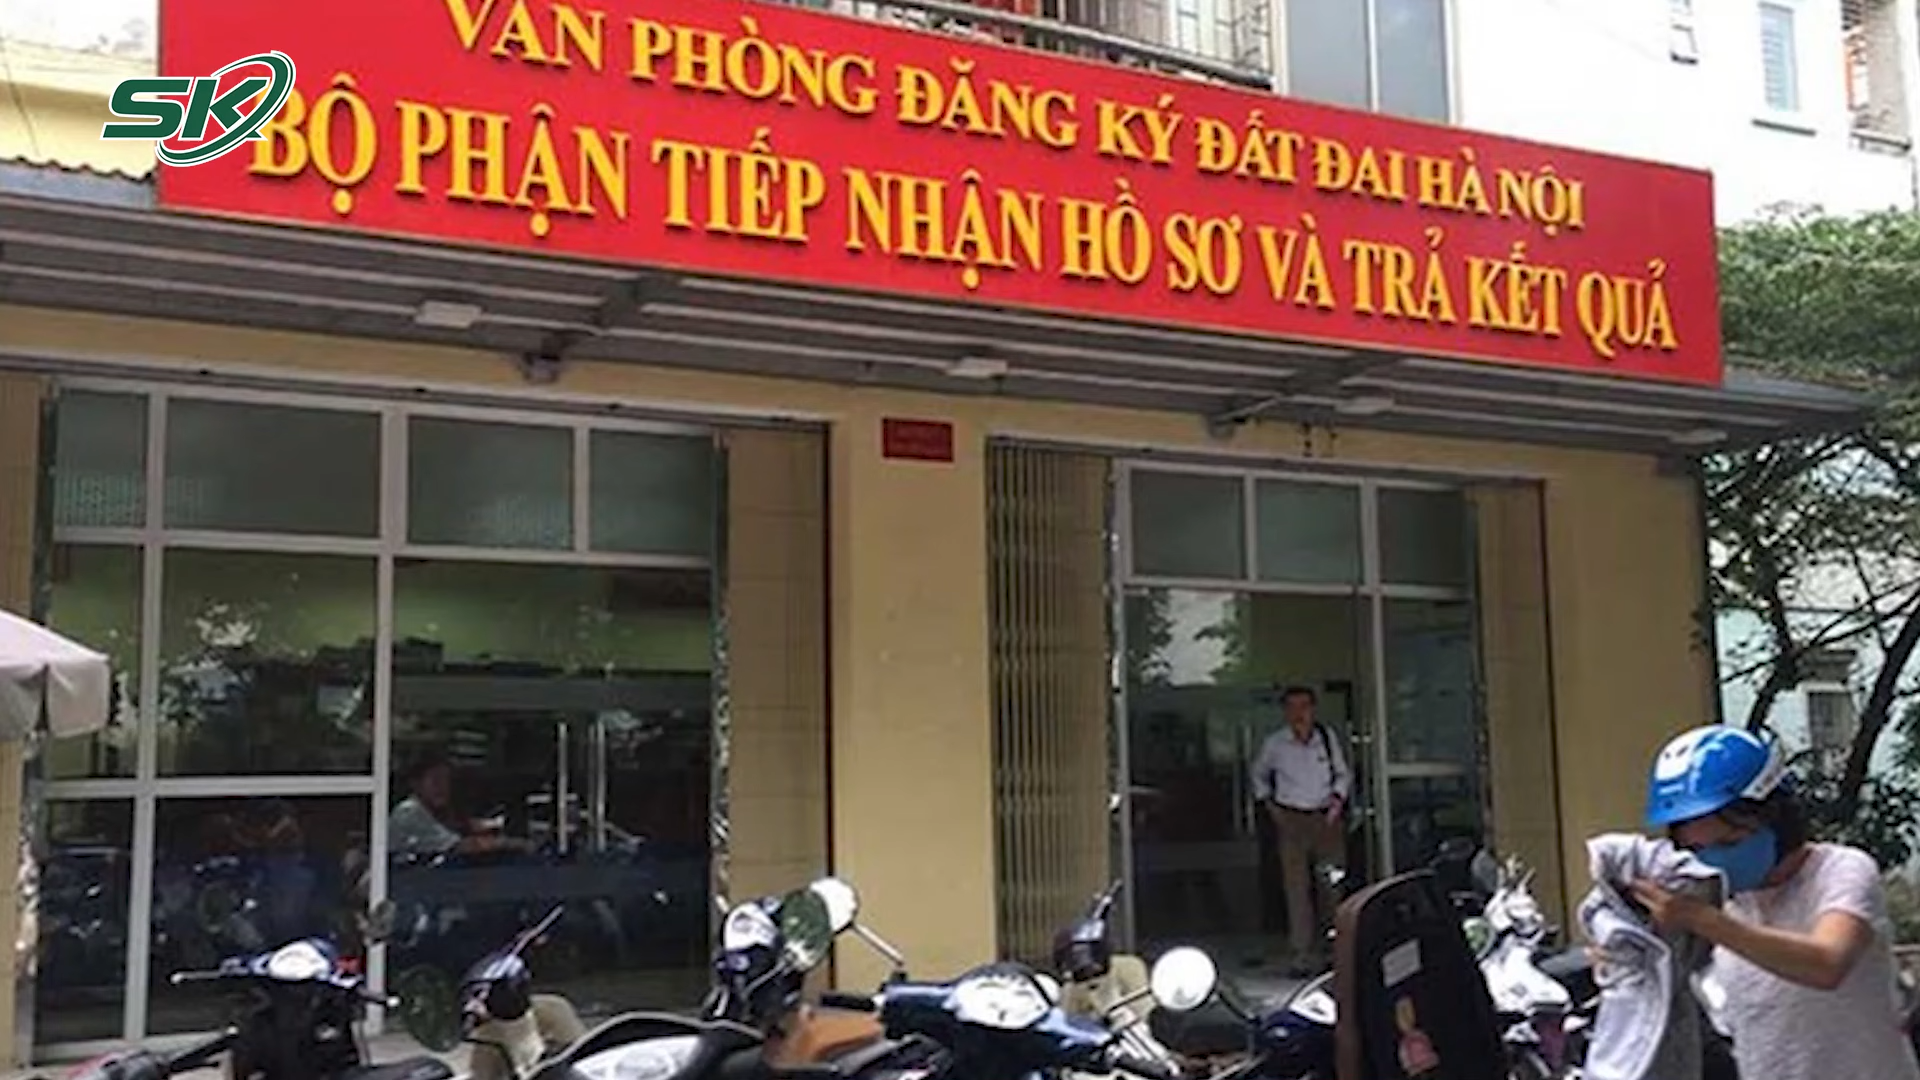 SK
VĂN PHÒNG ĐĂNG KÝ ĐẤT ĐAI HÀ NỘI
BỘ PHẬN TIẾP NHẬN HỒ SƠ VÀ TRẢ KẾT QUẢ